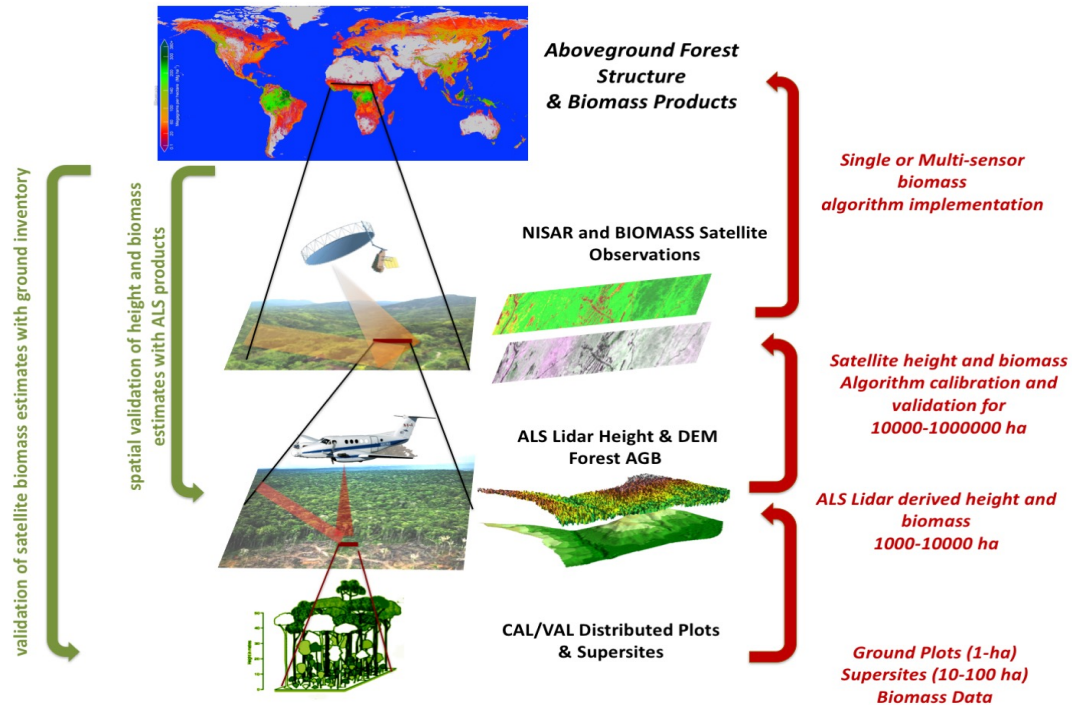 Aboveground Forest
Structure
& Biomass Products
Single or Multi-sensor
biomass
algorithm implementation
NISAR and BIOMASS Satellite
Observations
validation of satellite biomass estimates with ground inventory
spatial validation of height and biomass
estimates with ALS products
Satellite height and biomass
Algorithm calibration and
validation for
10000-1000000 ha
ALS Lidar Height & DEM
Forest AGB
ALS Lidar derived height and
biomass
1000-10000 ha
CAL/VAL Distributed Plots
& Supersites
Ground Plots (1-ha)
Supersites (10-100 ha)
Biomass Data